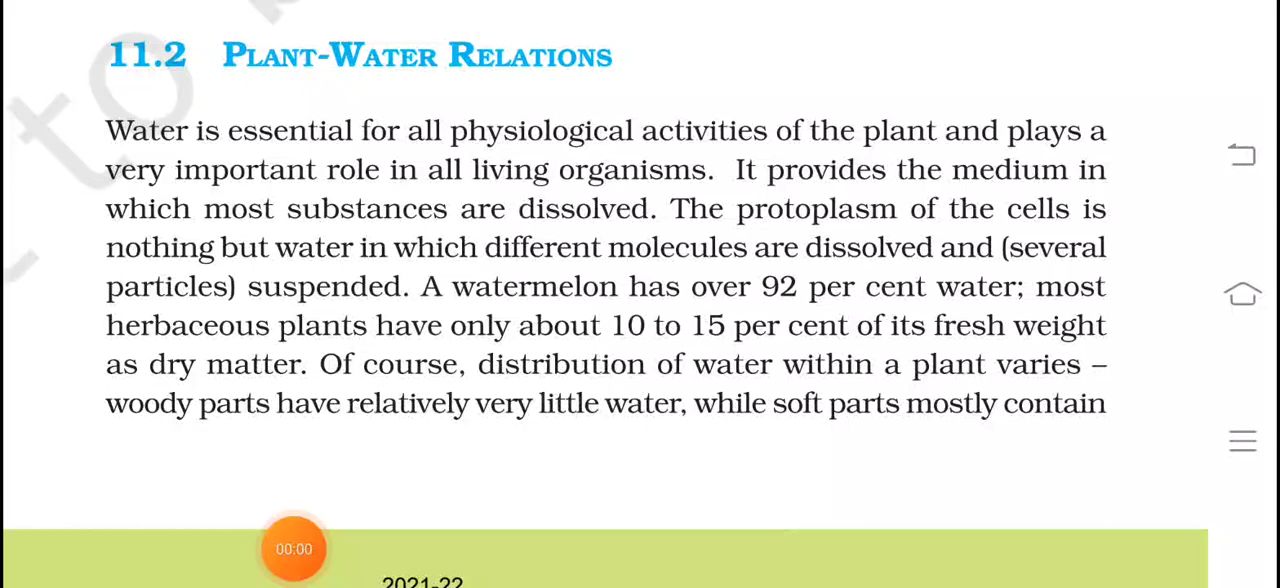 to
11.2 PLANT-WATER RELATIONS
Water is essential for all physiological activities of the plant and plays a
very important role in all living organisms. It provides the medium in
which most substances are dissolved. The protoplasm of the cells is
nothing but water in which different molecules are dissolved and (several
particles) suspended. A watermelon has over 92 per cent water; most
herbaceous plants have only about 10 to 15 per cent of its fresh weight
as dry matter. Of course, distribution of water within a plant varies –
woody parts have relatively very little water, while soft parts mostly contain
00:00
2021-22